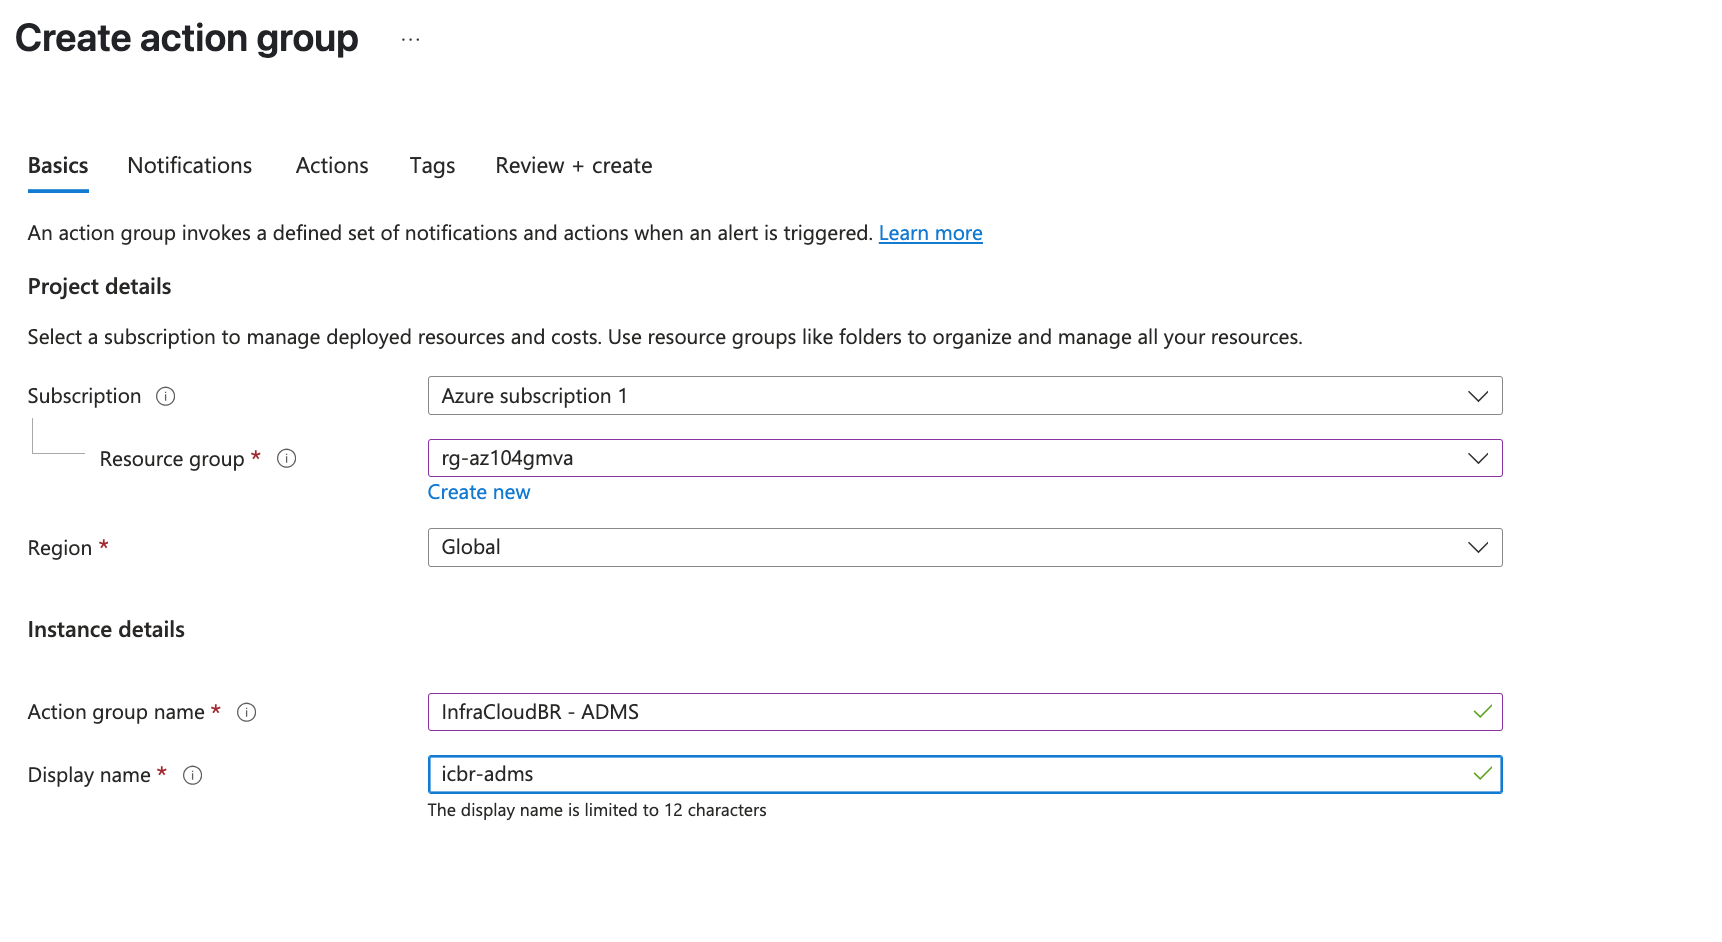 Create action group ...
Basics Notifications Actions Tags Review + create
An action group invokes a defined set of notifications and actions when an alert is triggered. Learn more
Project details
Select a subscription to manage deployed resources and costs. Use resource groups like folders to organize and manage all your resources.
Subscription Azure subscription 1
Resource group * rg-az104gmva
Create new
Region * Global
Instance details
Action group name * InfraCloudBR - ADMS
Display name * icbr-adms
The display name is limited to 12 characters